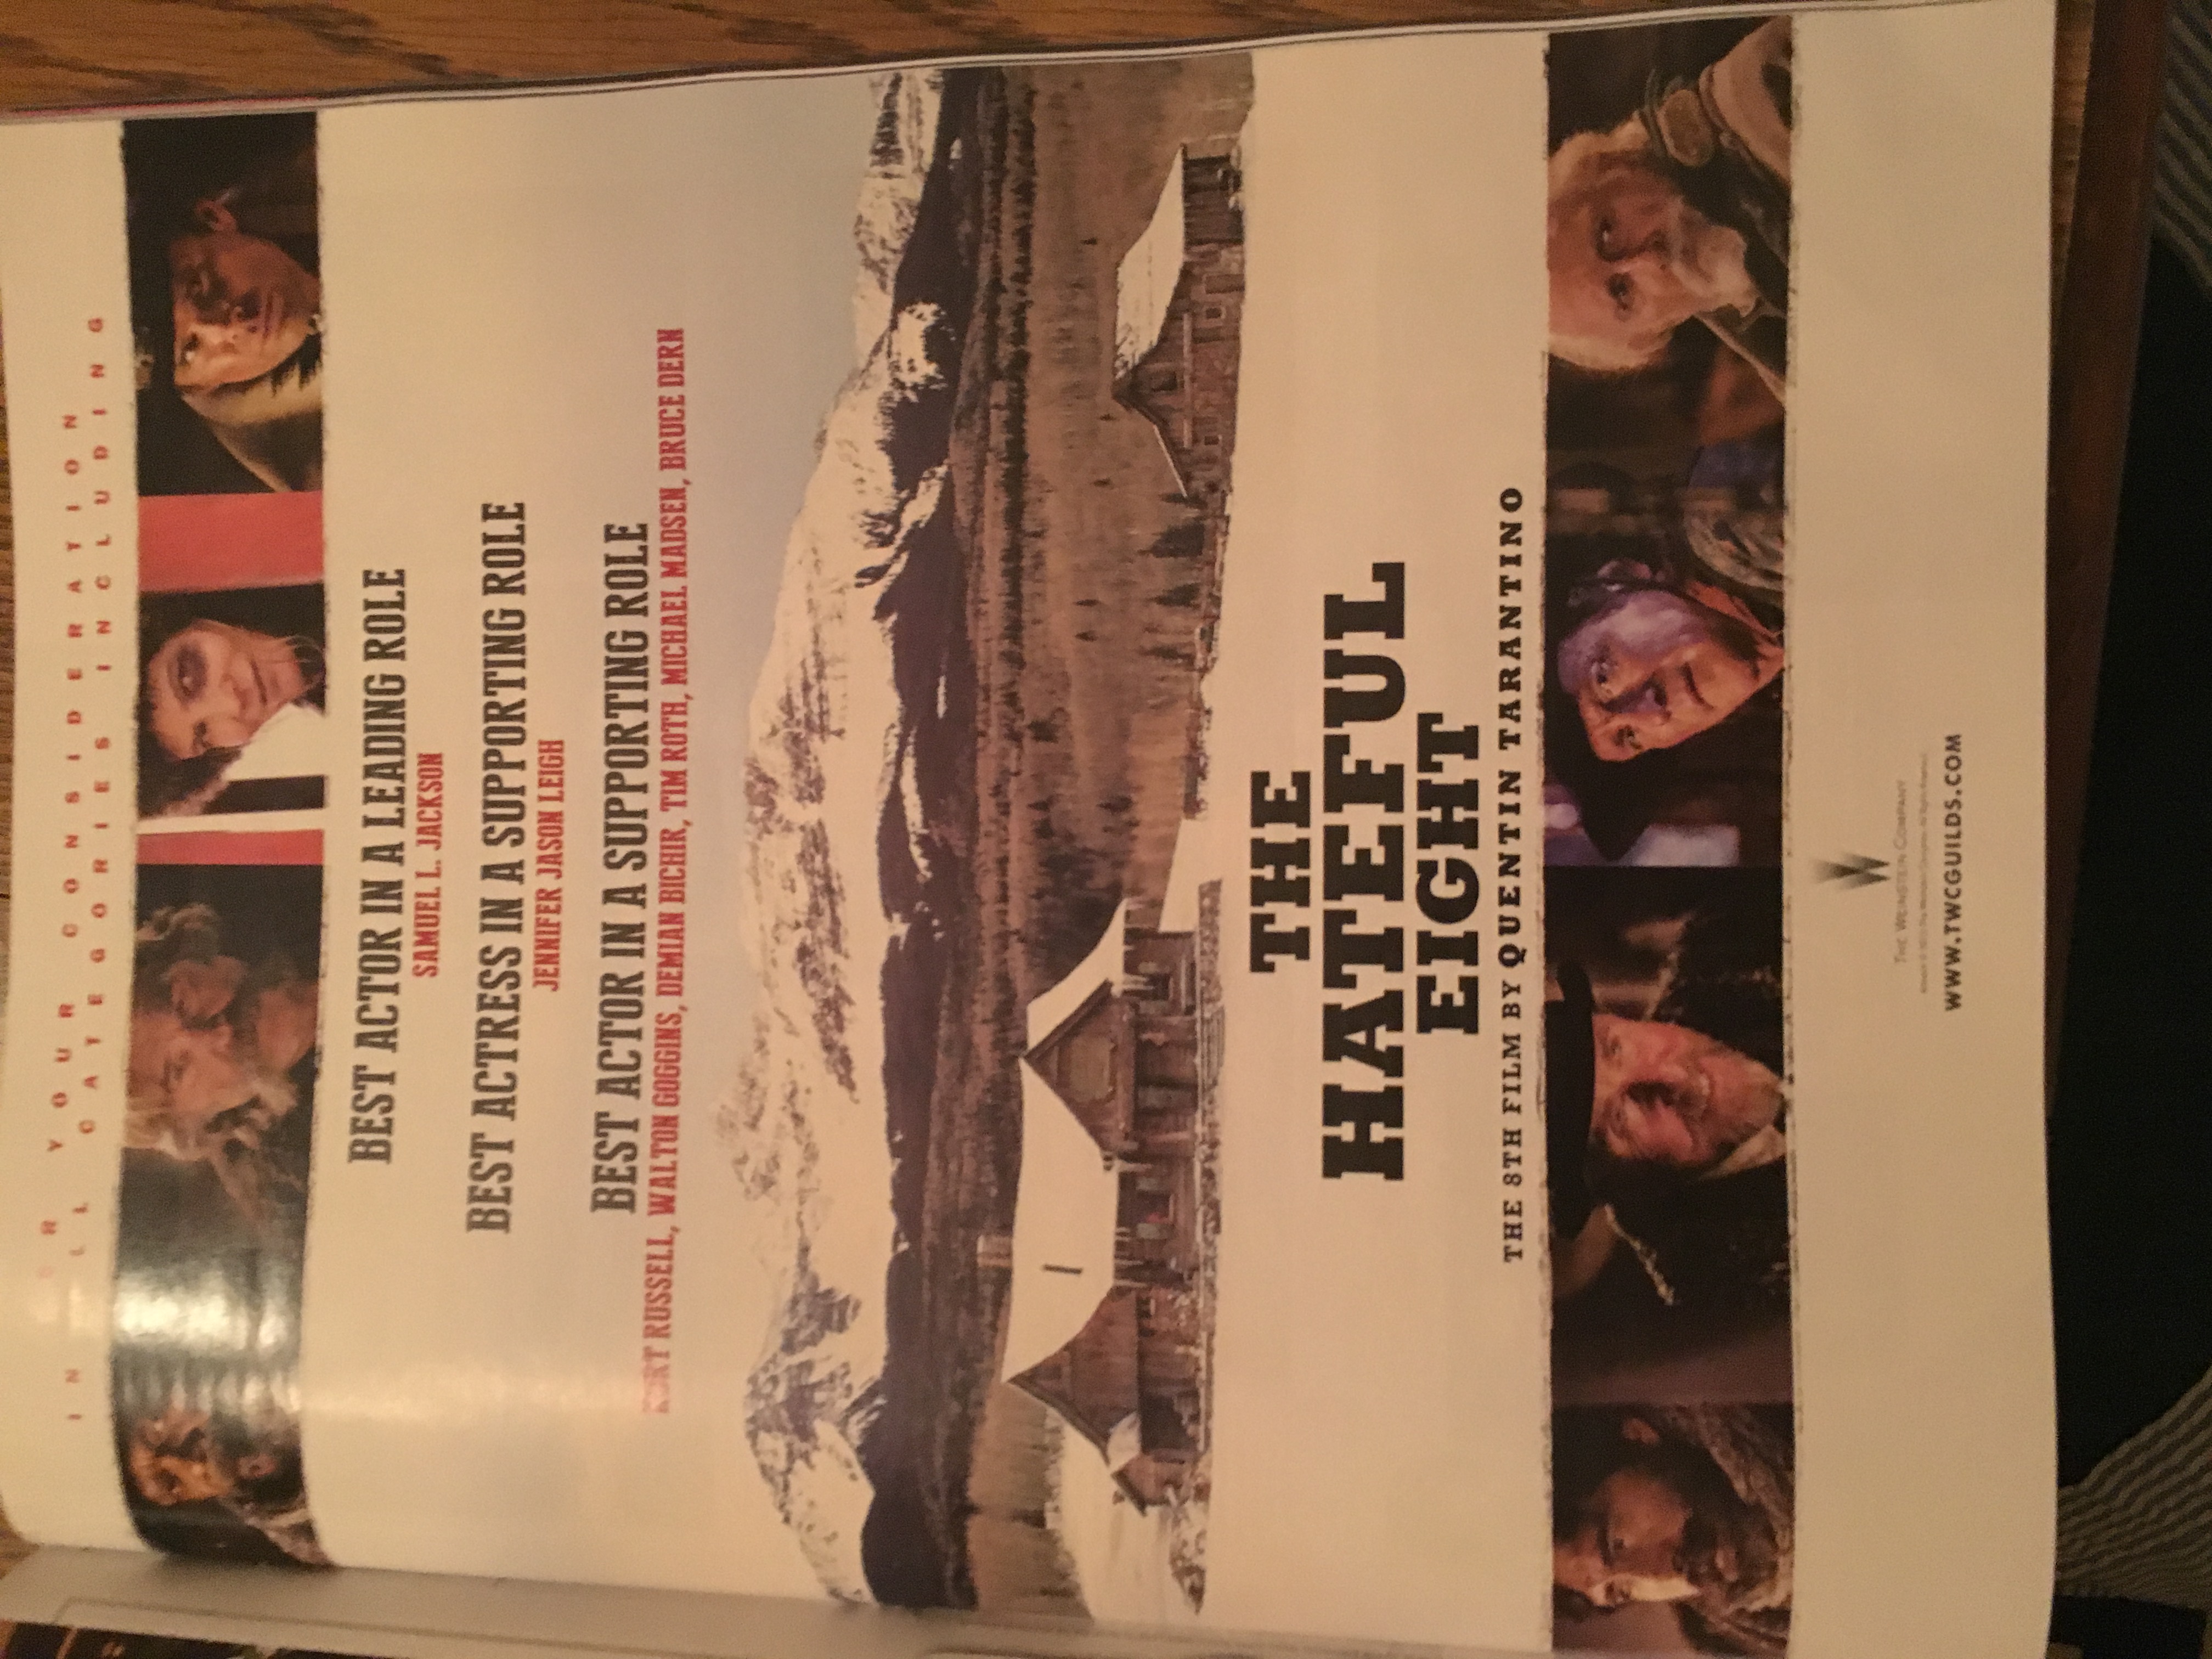 YOUR CONSIDERATION
IN ALL CATEGORIES INCLUDING
BEST ACTOR IN A LEADING ROLE
SAMUEL L. JACKSON
BEST ACTRESS IN A SUPPORTING ROLE
JENNIFER JASON LEIGH
BEST ACTOR IN A SUPPORTING ROLE
KURT RUSSELL, WALTON GOGGINS, DEMIAN BICHIR, TIM ROTH, MICHAEL MADSEN, BRUCE DERN
THE
HATEFUL
EIGHT
THE 8TH FILM BY QUENTIN TARANTINO
THE WEINSTEIN COMPANY
WWW.TWCGUILDS.COM